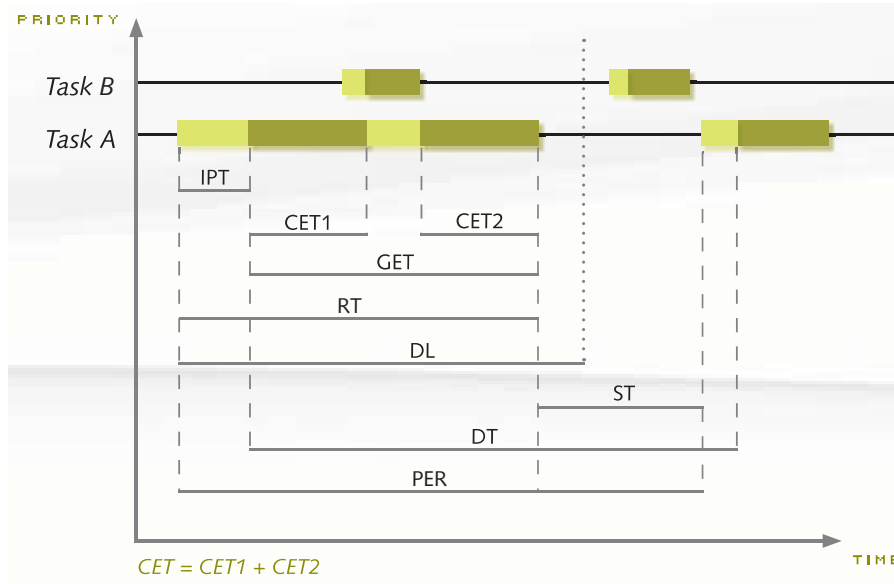 PRIORITY
Task B
Task A
IPT
CET1 CET2
GET
RT
DL
ST
DT
PER
TIME
CET = CET1 + CET2